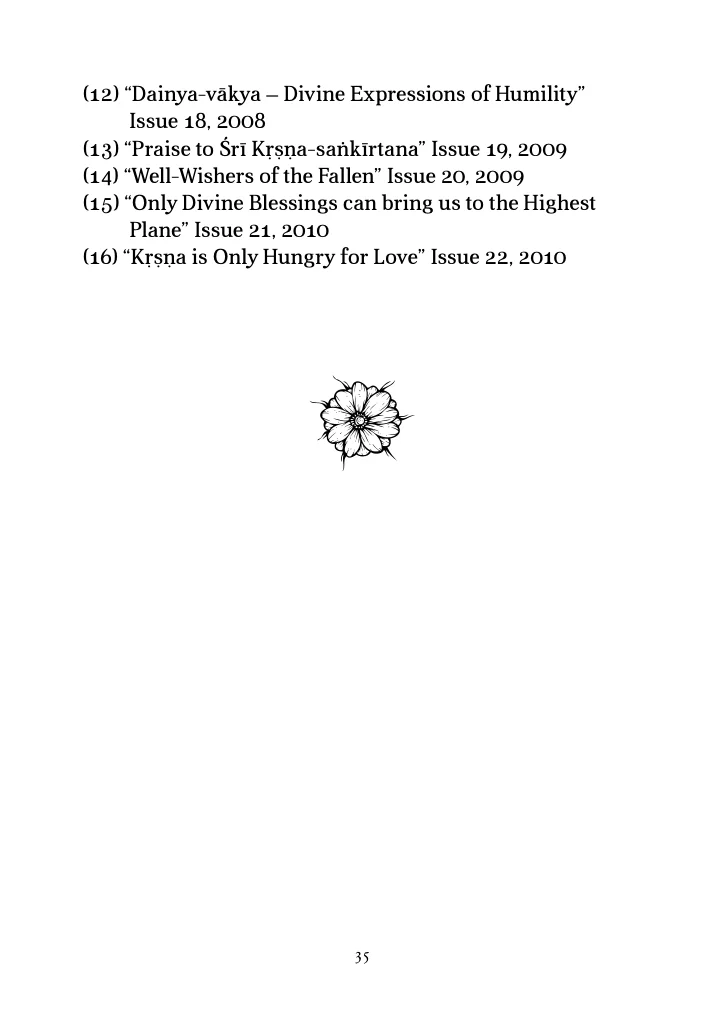 (12) “Dainya-vākya – Divine Expressions of Humility”
Issue 18, 2008
(13) “Praise to Śrī Kṛṣṇa-saṅkīrtana” Issue 19, 2009
(14) “Well-Wishers of the Fallen” Issue 20, 2009
(15) “Only Divine Blessings can bring us to the Highest
Plane” Issue 21, 2010
(16) “Kṛṣṇa is Only Hungry for Love” Issue 22, 2010
35